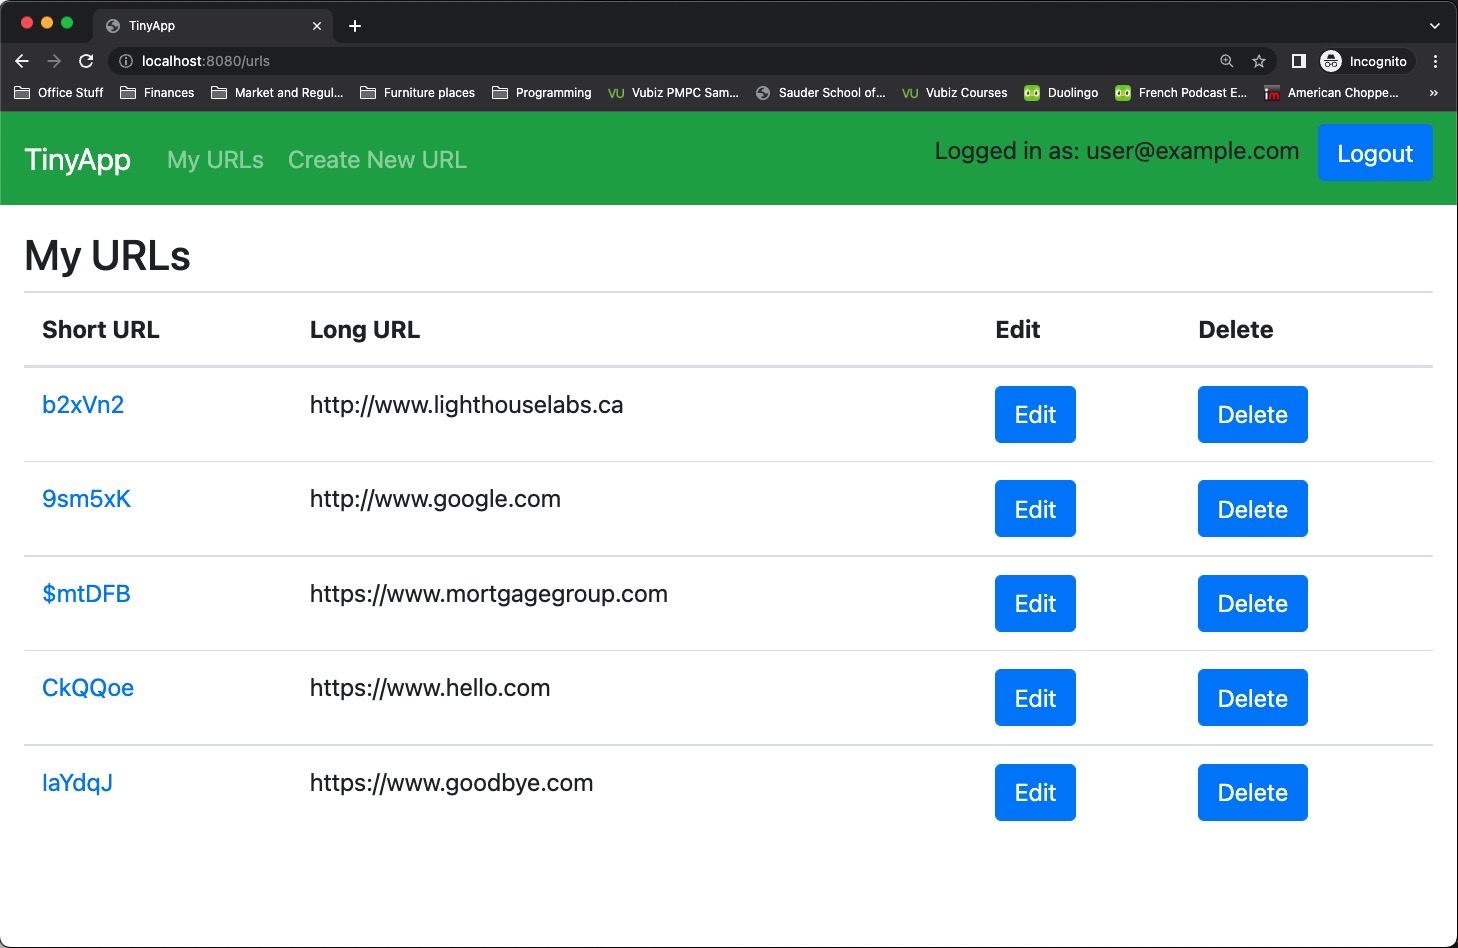 TinyApp
localhost:8080/urls
Incognito
Office Stuff Finances Market and Regul... Furniture places Programming VU Vubiz PMPC Sam... Sauder School of... VU Vubiz Courses Duolingo French Podcast E... im American Choppe... »
TinyApp My URLs Create New URL Logged in as: user@example.com Logout
My URLs
Short URL Long URL Edit Delete
b2xVn2 http://www.lighthouselabs.ca Edit Delete
9sm5xK http://www.google.com Edit Delete
$mtDFB https://www.mortgagegroup.com Edit Delete
CkQQoe https://www.hello.com Edit Delete
IaYdqJ https://www.goodbye.com Edit Delete